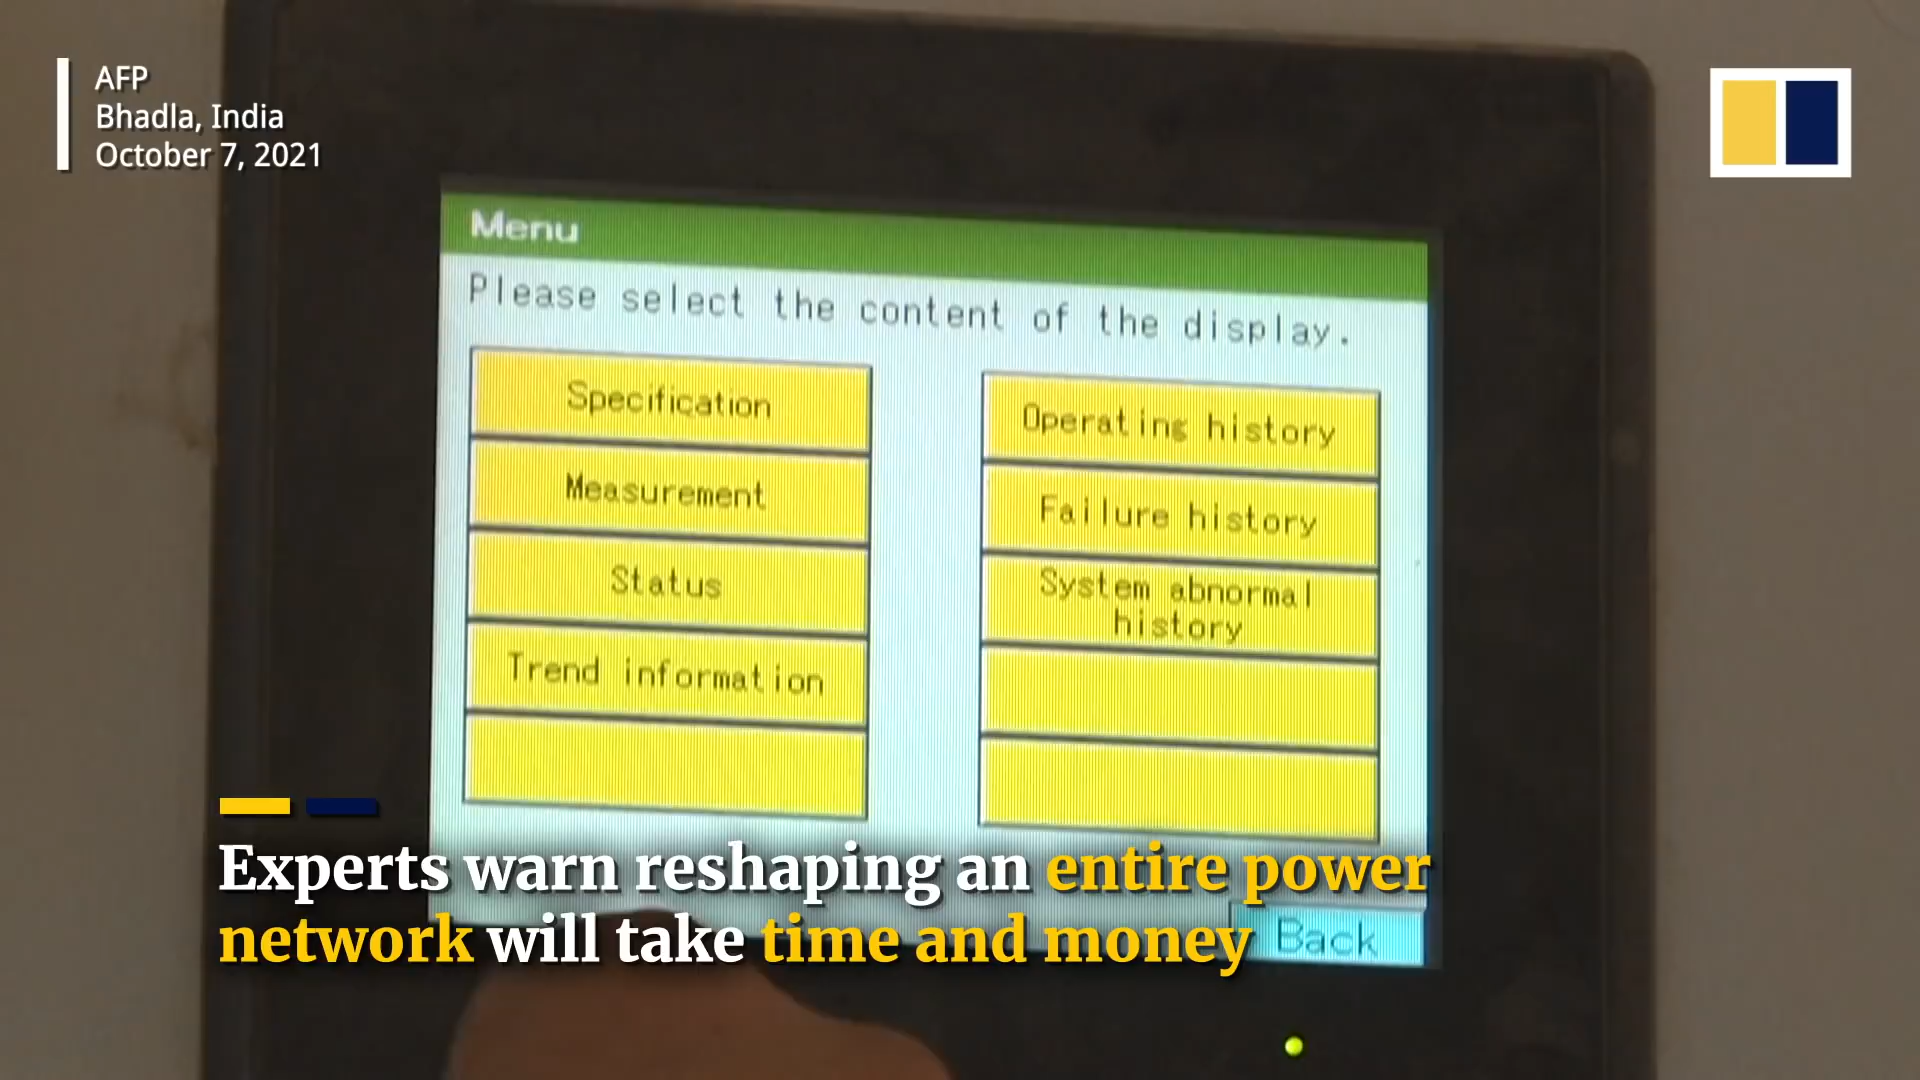 AFP
Bhadla, India
October 7, 2021
Menu
Please select the content of the display.
Specification
Measurement
Status
Trend information
Operating history
Failure history
System abnormal
history
Experts warn reshaping an entire power
network will take time and money
Back